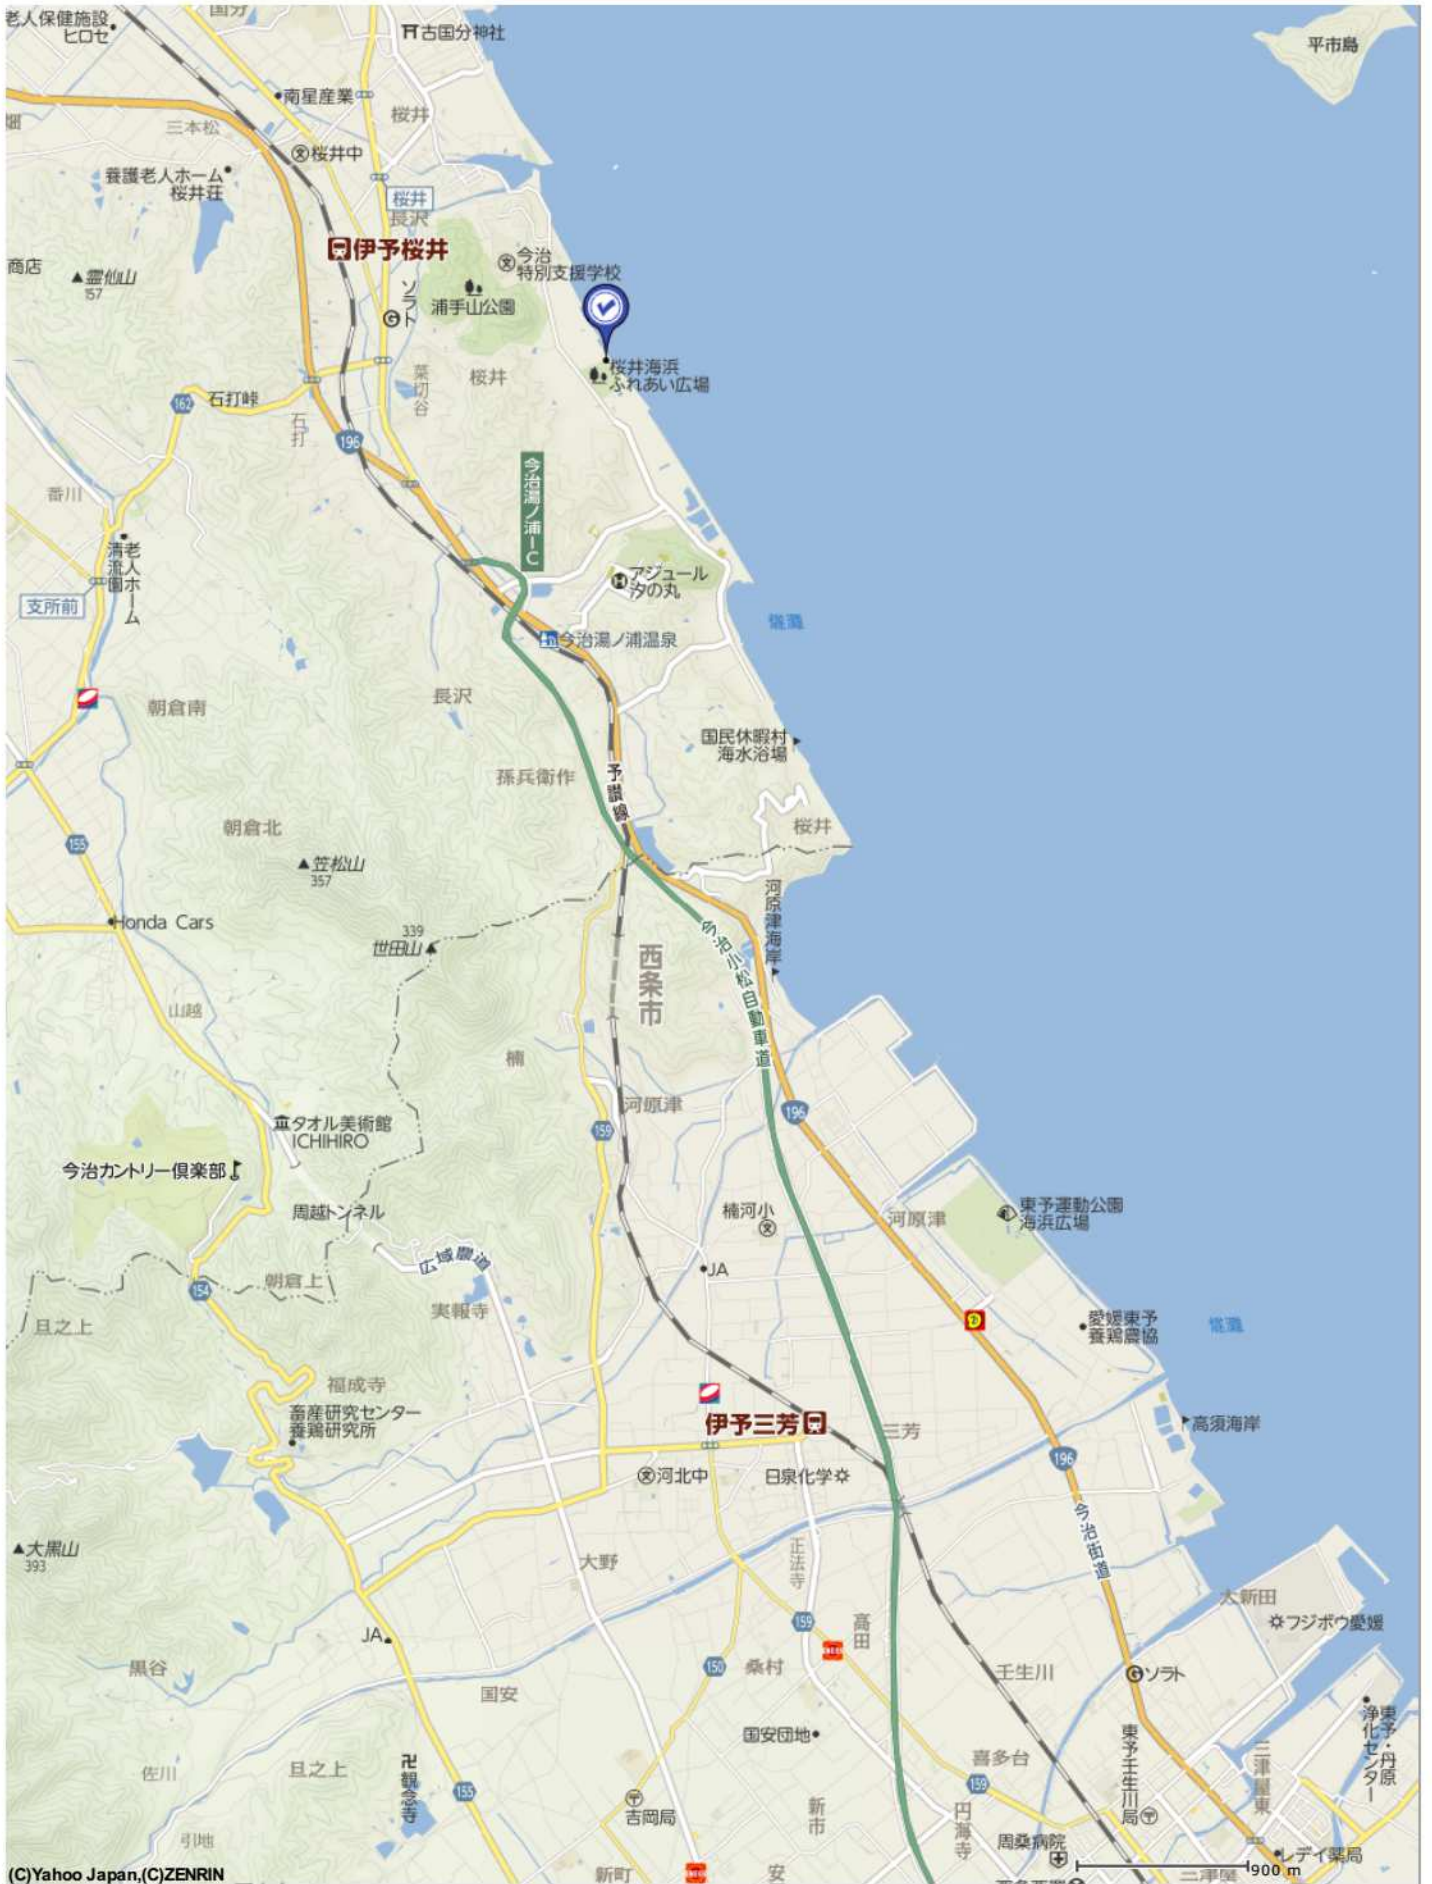 老人保健施設
ヒロセ
国分
古国分神社
平市島
南星産業
桜井
畑
三本松
桜井中
養護老人ホーム
桜井荘
桜井
長沢
伊予桜井
今治
特別支援学校
商店
霊仙山
157
ソラト
浦手山公園
桜井海浜
ふれあい広場
菜切谷
桜井
162
石打峠
石打
196
今治湯ノ浦IC
番川
老人ホーム
清流園
アジュール
汐の丸
支所前
燧灘
今治湯ノ浦温泉
長沢
朝倉南
国民休暇村
海水浴場
孫兵衛作
予讃線
朝倉北
桜井
155
笠松山
357
河原津海岸
Honda Cars
339
世田山
今治小松自動車道
西条市
山越
楠
河原津
196
タオル美術館
ICHIHIRO
159
今治カントリー倶楽部
周越トンネル
楠河小
河原津
東予運動公園
海浜広場
広域農道
JA
朝倉上
154
実報寺
旦之上
愛媛東予
養鶏農協
燧灘
福成寺
畜産研究センター
養鶏研究所
伊予三芳
三芳
高須海岸
河北中
日泉化学
196
今治街道
大黒山
393
大野
正法寺
太新田
フジボウ愛媛
159
高田
JA
黒谷
150
桑村
壬生川
ソラト
国安
国安団地
東予・丹原
浄化センター
東予壬生川局
三津屋東
喜多台
佐川
旦之上
観念寺
155
159
吉岡局
新市
円海寺
引地
周桑病院
レデイ薬局
900 m
新町
安
三津屋
(C)Yahoo Japan,(C)ZENRIN